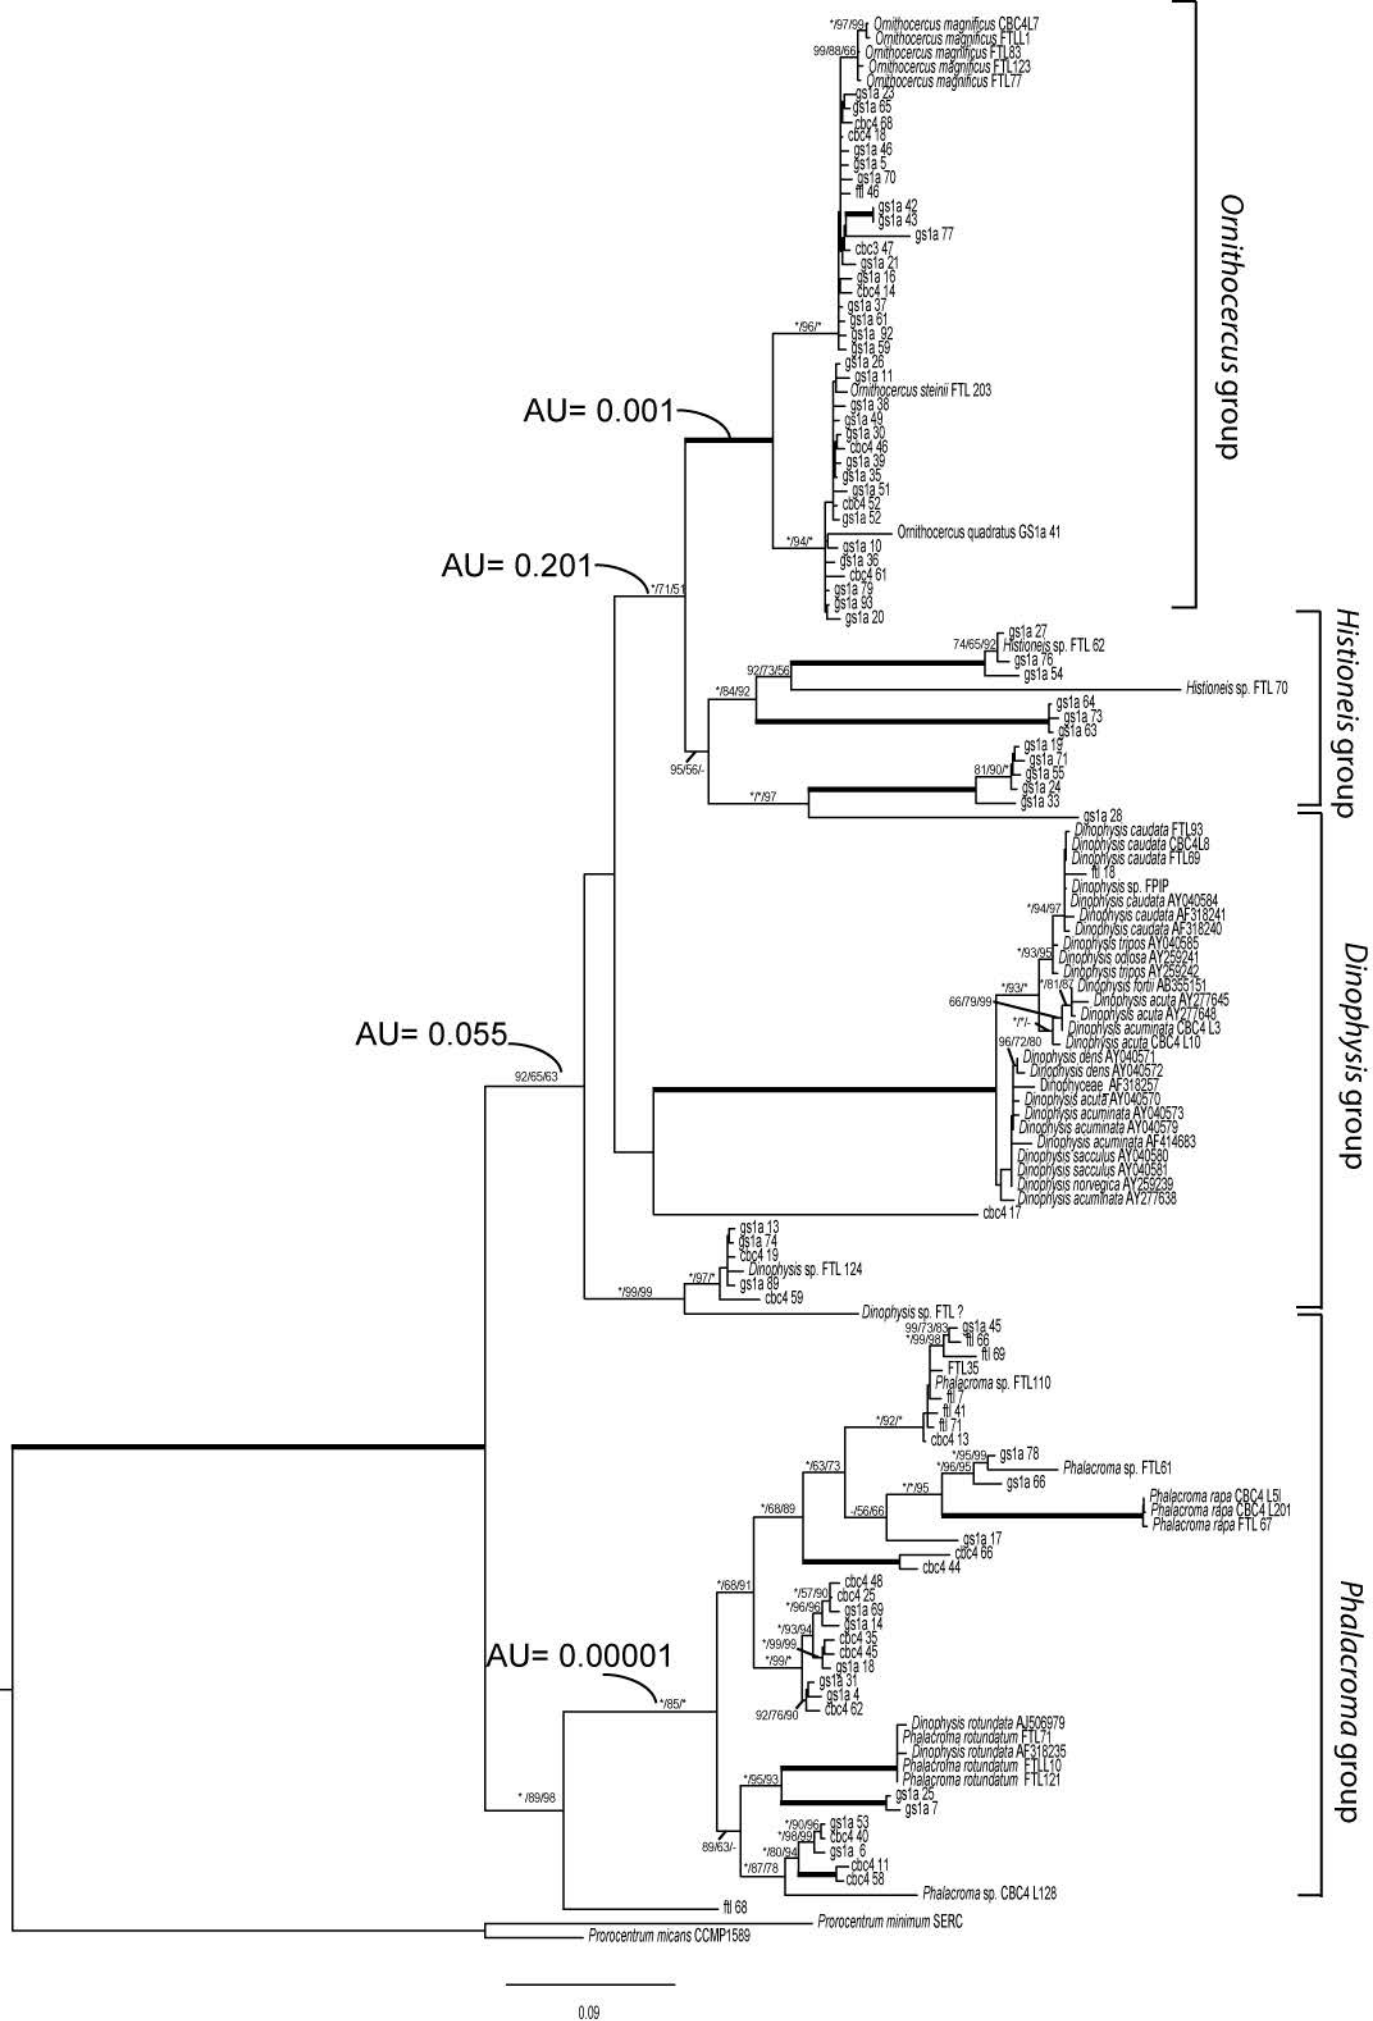 */97/99
Ornithocercus magnificus CBC4L7
Ornithocercus magnificus FTLL1
99/88/66
Ornithocercus magnificus FTL83
Ornithocercus magnificus FTL123
Ornithocercus magnificus FTL77
gs1a 23
gs1a 65
cbc4 68
cbc4 18
gs1a 46
gs1a 5
gs1a 70
ftl 46
gs1a 42
gs1a 43
gs1a 77
cbc3 47
gs1a 21
gs1a 16
cbc4 14
gs1a 37
gs1a 61
*/96/*
gs1a 92
gs1a 59
gs1a 26
gs1a 11
Ornithocercus steinii FTL 203
AU= 0.001
gs1a 38
gs1a 49
gs1a 30
cbc4 46
gs1a 39
gs1a 35
gs1a 51
cbc4 52
gs1a 52
Ornithocercus quadratus GS1a 41
*/94/*
gs1a 10
gs1a 36
AU= 0.201
cbc4 61
*/71/51
gs1a 79
gs1a 93
gs1a 20
Ornithocercus group
gs1a 27
74/65/92
Histioneis sp. FTL 62
gs1a 76
92/73/56
gs1a 54
Histioneis sp. FTL 70
*/84/92
gs1a 64
gs1a 73
gs1a 63
gs1a 19
gs1a 71
95/56/-
81/90/*
gs1a 55
gs1a 24
*/*/97
gs1a 33
Histioneis group
gs1a 28
Dinophysis caudata FTL93
Dinophysis caudata CBC4L8
Dinophysis caudata FTL69
ftl 18
Dinophysis sp. FPIP
Dinophysis caudata AY040584
*/94/97
Dinophysis caudata AF318241
Dinophysis caudata AF318240
Dinophysis tripos AY040585
*/93/95
Dinophysis odiosa AY259241
Dinophysis tripos AY259242
*/93/*
*/81/87
Dinophysis fortii AB355151
66/79/99
Dinophysis acuta AY277645
Dinophysis acuta AY277648
*/*/-
Dinophysis acuminata CBC4 L3
Dinophysis acuta CBC4 L10
96/72/80
Dinophysis dens AY040571
Dinophysis dens AY040572
AU= 0.055
92/65/63
Dinophyceae AF318257
Dinophysis acuta AY040570
Dinophysis acuminata AY040573
Dinophysis acuminata AY040579
Dinophysis acuminata AF414683
Dinophysis sacculus AY040580
Dinophysis sacculus AY040581
Dinophysis norvegica AY259239
Dinophysis acuminata AY277638
cbc4 17
gs1a 13
gs1a 74
cbc4 19
Dinophysis sp. FTL 124
*/97/*
gs1a 89
*/99/99
cbc4 59
Dinophysis sp. FTL ?
Dinophysis group
99/73/83
gs1a 45
*/99/98
ftl 66
ftl 69
FTL35
Phalacroma sp. FTL110
ftl 7
ftl 41
*/92/*
ftl 71
cbc4 13
*/95/99
gs1a 78
*/63/73
*/96/95
Phalacroma sp. FTL61
gs1a 66
*/*/95
Phalacroma rapa CBC4 L5l
*/68/89
-/56/66
Phalacroma rapa CBC4 L201
Phalacroma rapa FTL 67
gs1a 17
cbc4 66
cbc4 44
*/68/91
cbc4 48
*/57/90
cbc4 25
*/96/96
gs1a 69
gs1a 14
*/93/94
cbc4 35
*/99/99
cbc4 45
*/99/*
gs1a 18
AU= 0.00001
gs1a 31
gs1a 4
*/85/*
92/76/90
cbc4 62
Dinophysis rotundata AJ506979
Phalacroma rotundatum FTL71
Dinophysis rotundata AF318235
Phalacroma rotundatum FTLL10
*/95/93
Phalacroma rotundatum FTL121
* /89/98
gs1a 25
gs1a 7
*/90/96
gs1a 53
*/98/99
cbc4 40
89/63/-
*/80/94
gs1a 6
*/87/78
cbc4 11
cbc4 58
Phalacroma sp. CBC4 L128
Phalacroma group
ftl 68
Prorocentrum minimum SERC
Prorocentrum micans CCMP1589
0.09